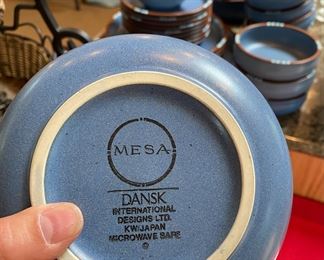 MESA
DANSK
INTERNATIONAL
DESIGNS LTD.
KW/JAPAN
MICROWAVE SAFE
©